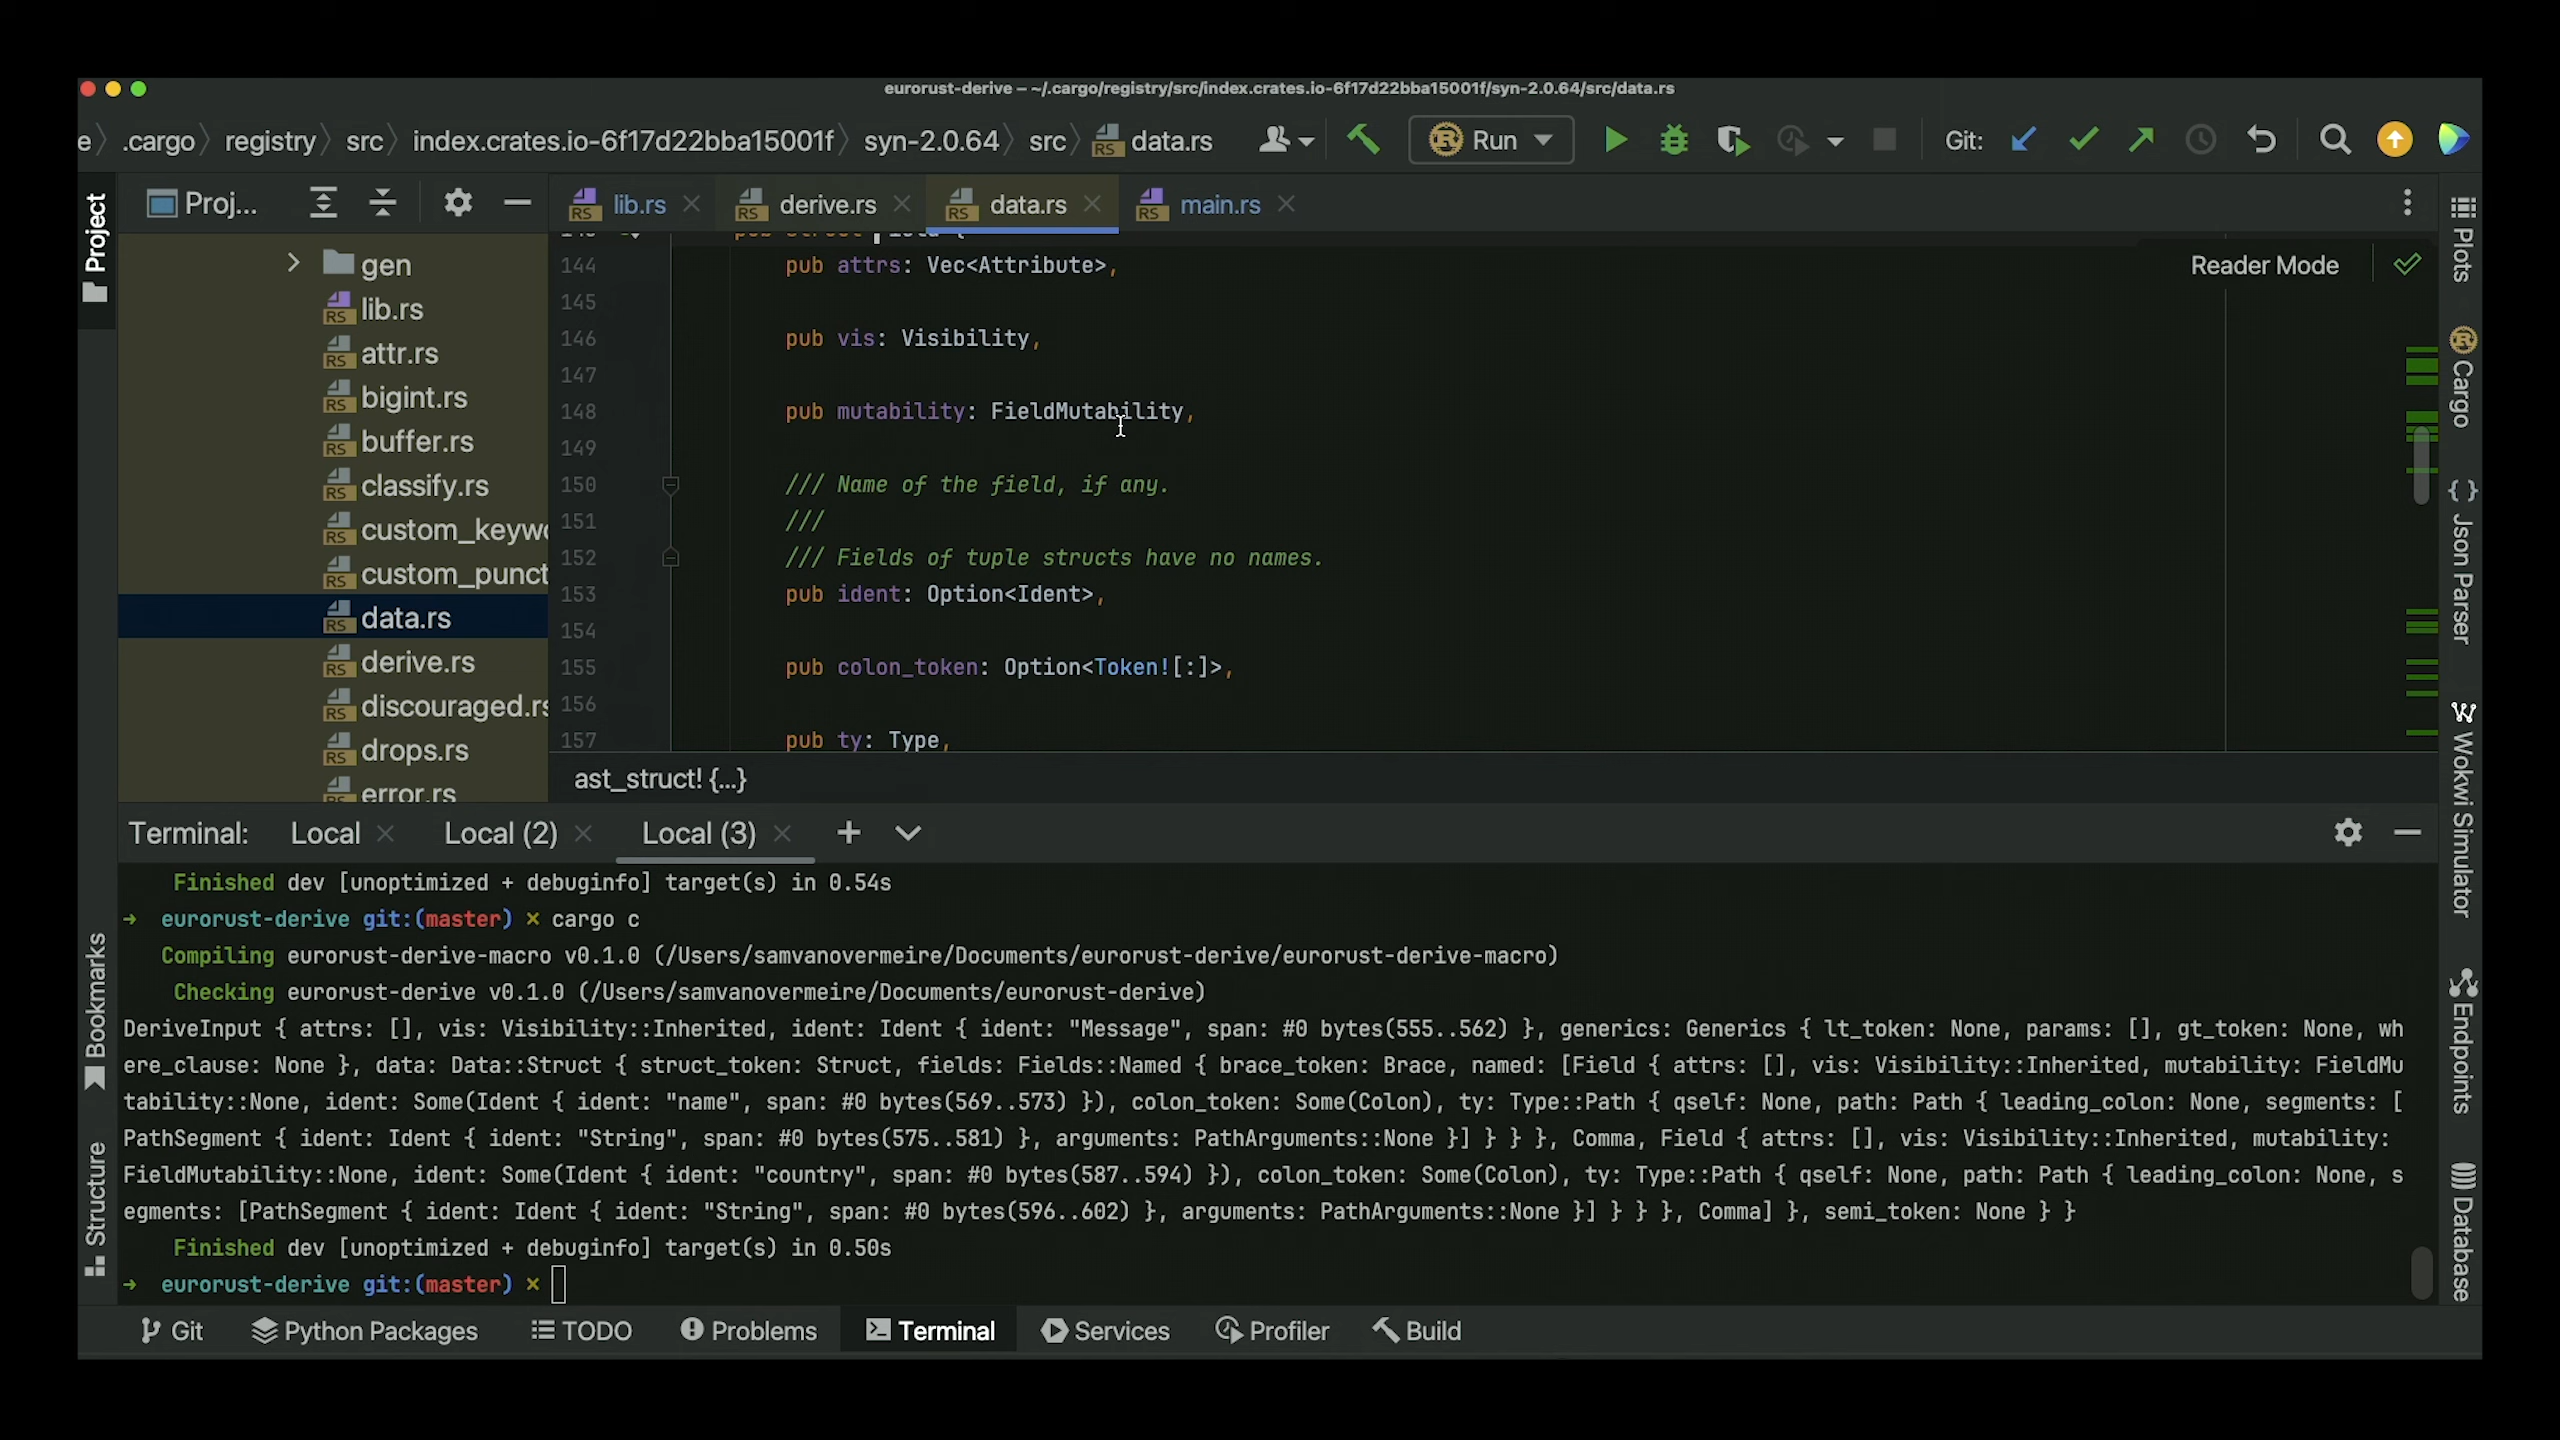 eurorust-derive – ~/.cargo/registry/src/index.crates.io-6f17d22bba15001f/syn-2.0.64/src/data.rs
e .cargo registry src index.crates.io-6f17d22bba15001f syn-2.0.64 src data.rs Run Git:
Project
Proj...
lib.rs derive.rs data.rs main.rs
gen
lib.rs
attr.rs
bigint.rs
buffer.rs
classify.rs
custom_keywo
custom_punct
data.rs
derive.rs
discouraged.rs
drops.rs
error.rs
Reader Mode
144 pub attrs: Vec<Attribute>,
145
146 pub vis: Visibility,
147
148 pub mutability: FieldMutability,
149
150 /// Name of the field, if any.
151 ///
152 /// Fields of tuple structs have no names.
153 pub ident: Option<Ident>,
154
155 pub colon_token: Option<Token![:]>,
156
157 pub ty: Type,
ast_struct! {...}
Plots
Cargo
Json Parser
Wokwi Simulator
Endpoints
Database
Bookmarks
Structure
Terminal: Local Local (2) Local (3)
Finished dev [unoptimized + debuginfo] target(s) in 0.54s
➜ eurorust-derive git:(master) × cargo c
Compiling eurorust-derive-macro v0.1.0 (/Users/samvanovermeire/Documents/eurorust-derive/eurorust-derive-macro)
Checking eurorust-derive v0.1.0 (/Users/samvanovermeire/Documents/eurorust-derive)
DeriveInput { attrs: [], vis: Visibility::Inherited, ident: Ident { ident: "Message", span: #0 bytes(555..562) }, generics: Generics { lt_token: None, params: [], gt_token: None, wh
ere_clause: None }, data: Data::Struct { struct_token: Struct, fields: Fields::Named { brace_token: Brace, named: [Field { attrs: [], vis: Visibility::Inherited, mutability: FieldMu
tability::None, ident: Some(Ident { ident: "name", span: #0 bytes(569..573) }), colon_token: Some(Colon), ty: Type::Path { qself: None, path: Path { leading_colon: None, segments: [
PathSegment { ident: Ident { ident: "String", span: #0 bytes(575..581) }, arguments: PathArguments::None }] } } }, Comma, Field { attrs: [], vis: Visibility::Inherited, mutability:
FieldMutability::None, ident: Some(Ident { ident: "country", span: #0 bytes(587..594) }), colon_token: Some(Colon), ty: Type::Path { qself: None, path: Path { leading_colon: None, s
egments: [PathSegment { ident: Ident { ident: "String", span: #0 bytes(596..602) }, arguments: PathArguments::None }] } } }, Comma] }, semi_token: None } }
Finished dev [unoptimized + debuginfo] target(s) in 0.50s
➜ eurorust-derive git:(master) ×
Git Python Packages TODO Problems Terminal Services Profiler Build